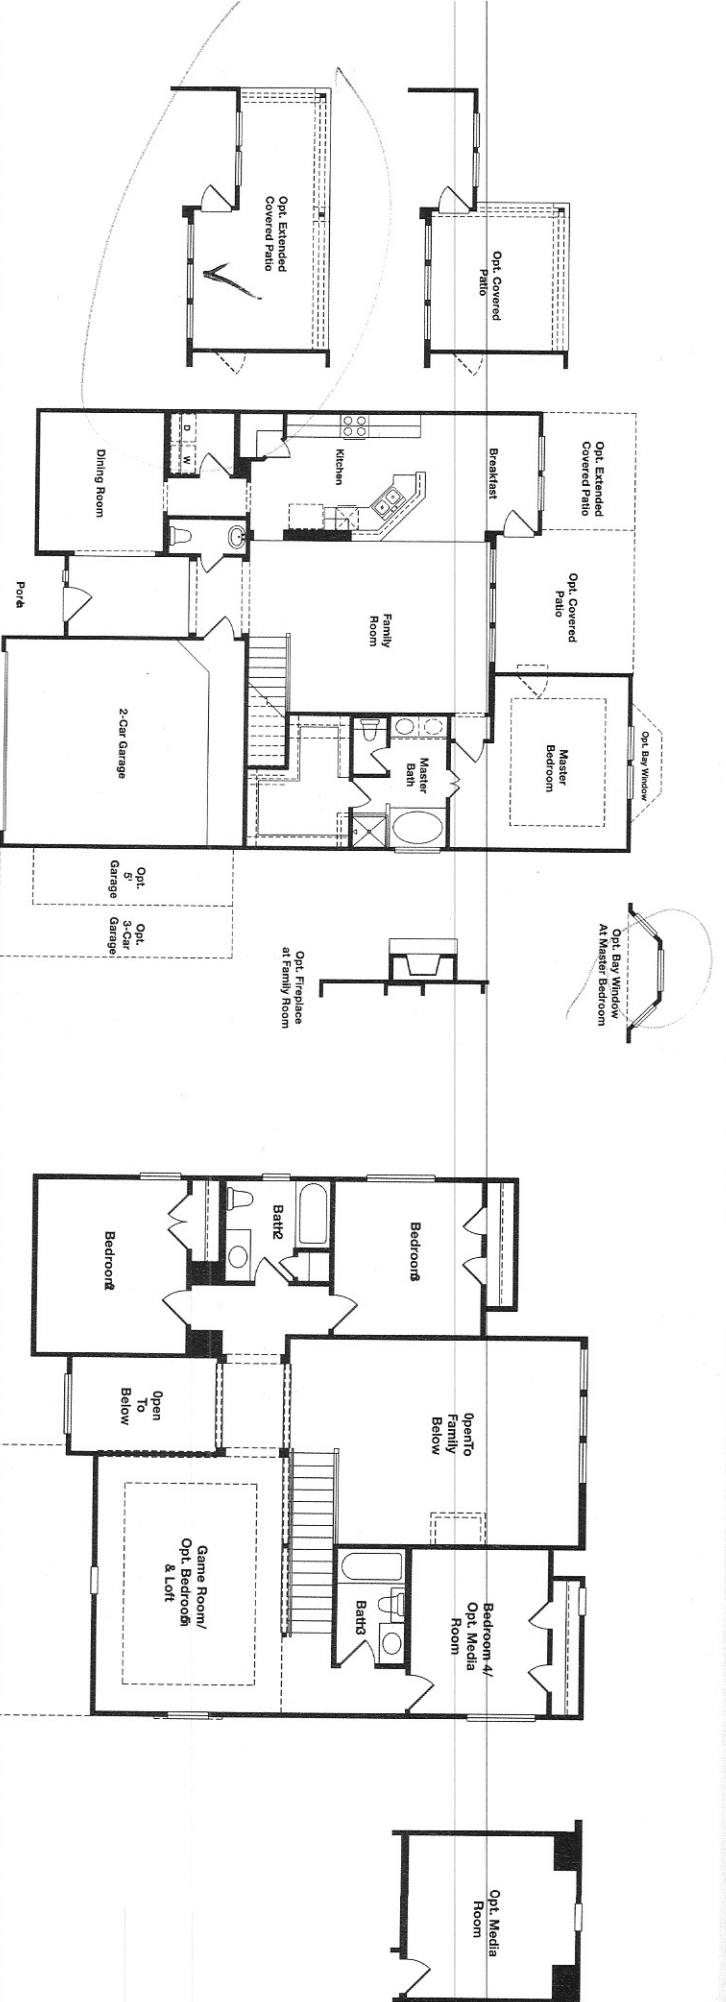 Opt. Extended
Covered Patio
Opt. Covered
Patio
Opt. Extended
Covered Patio
Opt. Covered
Patio
Breakfast
Kitchen
D
W
Dining Room
Family
Room
Porch
2-Car Garage
Master
Bath
Master
Bedroom
Opt. Bay Window
Opt.
5'
Garage
Opt.
3-Car
Garage
Opt. Fireplace
at Family Room
Opt. Bay Window
At Master Bedroom
Bedroom2
Bath2
Bedroom3
Open
To
Below
OpenTo
Family
Below
Game Room/
Opt. Bedroom5
& Loft
Bath3
Bedroom 4/
Opt. Media
Room
Opt. Media
Room